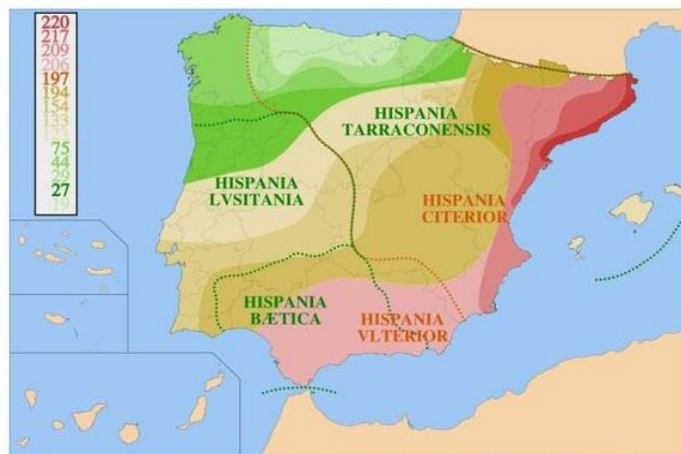 220
217
209
206
197
194
154
133
75
44
29
27
19
HISPANIA
TARRACONENSIS
HISPANIA
LVSITANIA
HISPANIA
CITERIOR
HISPANIA
BÆTICA
HISPANIA
VLTERIOR